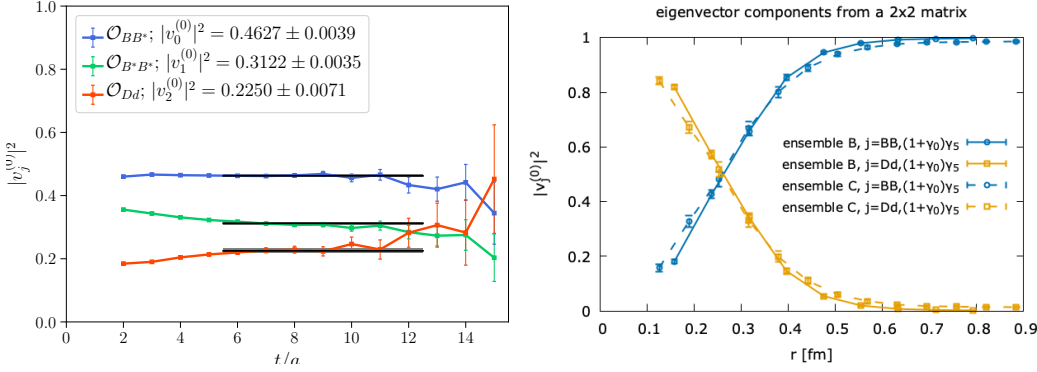 1.0
0.8
0.6
0.4
0.2
0.0
|v_j^{(0)}|^2
O_{BB*}; |v_0^{(0)}|^2 = 0.4627 ± 0.0039
O_{B*B*}; |v_1^{(0)}|^2 = 0.3122 ± 0.0035
O_{Dd}; |v_2^{(0)}|^2 = 0.2250 ± 0.0071
0 2 4 6 8 10 12 14
t/a
eigenvector components from a 2x2 matrix
1
0.8
0.6
0.4
0.2
0
|v_j^{(0)}|^2
ensemble B, j=BB,(1+γ_0)γ_5
ensemble B, j=Dd,(1+γ_0)γ_5
ensemble C, j=BB,(1+γ_0)γ_5
ensemble C, j=Dd,(1+γ_0)γ_5
0 0.1 0.2 0.3 0.4 0.5 0.6 0.7 0.8 0.9
r [fm]